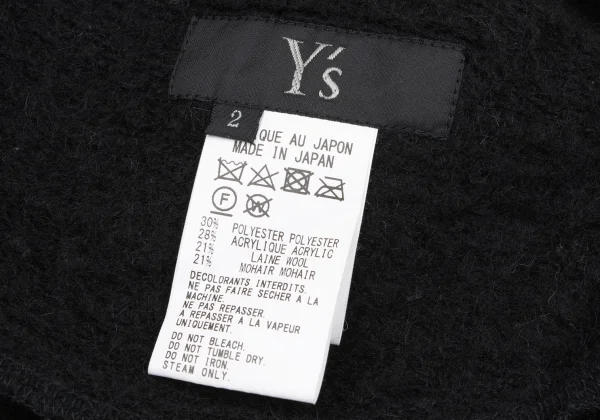 Y's
2
QUE AU JAPON
MADE IN JAPAN
F
W
30% POLYESTER POLYESTER
28% ACRYLIQUE ACRYLIC
21% LAINE WOOL
21% MOHAIR MOHAIR
DECOLORANTS INTERDITS.
NE PAS FAIRE SECHER A LA
MACHINE.
NE PAS REPASSER.
A REPASSER A LA VAPEUR
UNIQUEMENT.
DO NOT BLEACH.
DO NOT TUMBLE DRY.
DO NOT IRON.
STEAM ONLY.